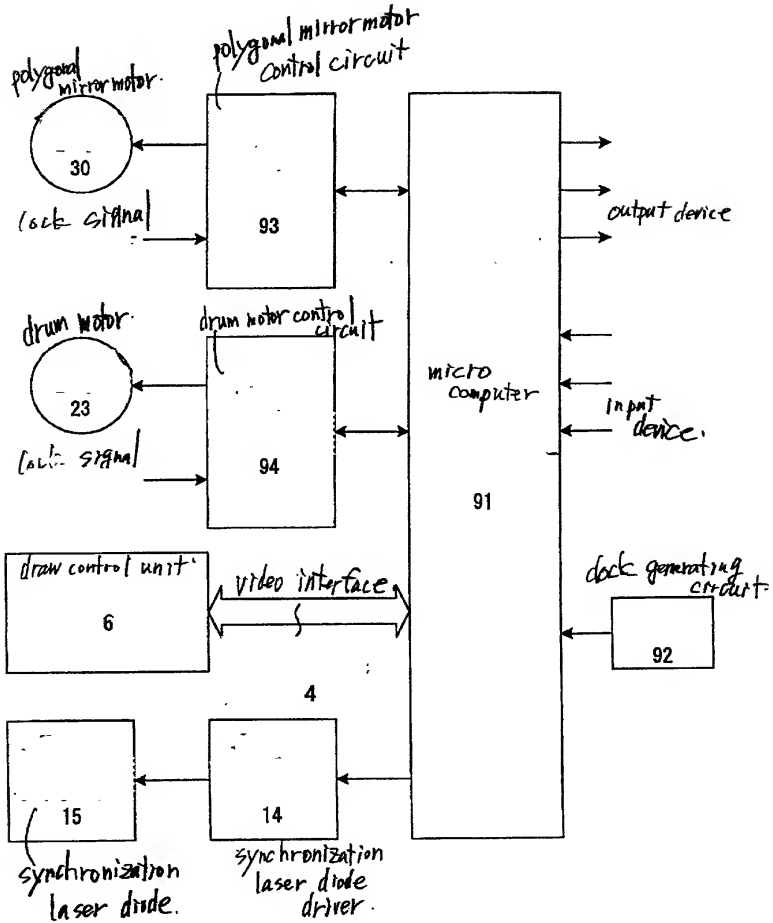 polygonal mirror motor
control circuit
polygonal
mirror motor.
30
lock signal
93
output device
drum motor.
drum motor control
circuit
micro
computer
23
input
device.
lock signal
94
91
draw control unit
video interface
clock generating
circuit
6
92
4
15
14
synchronization
laser diode.
synchronization
laser diode
driver.